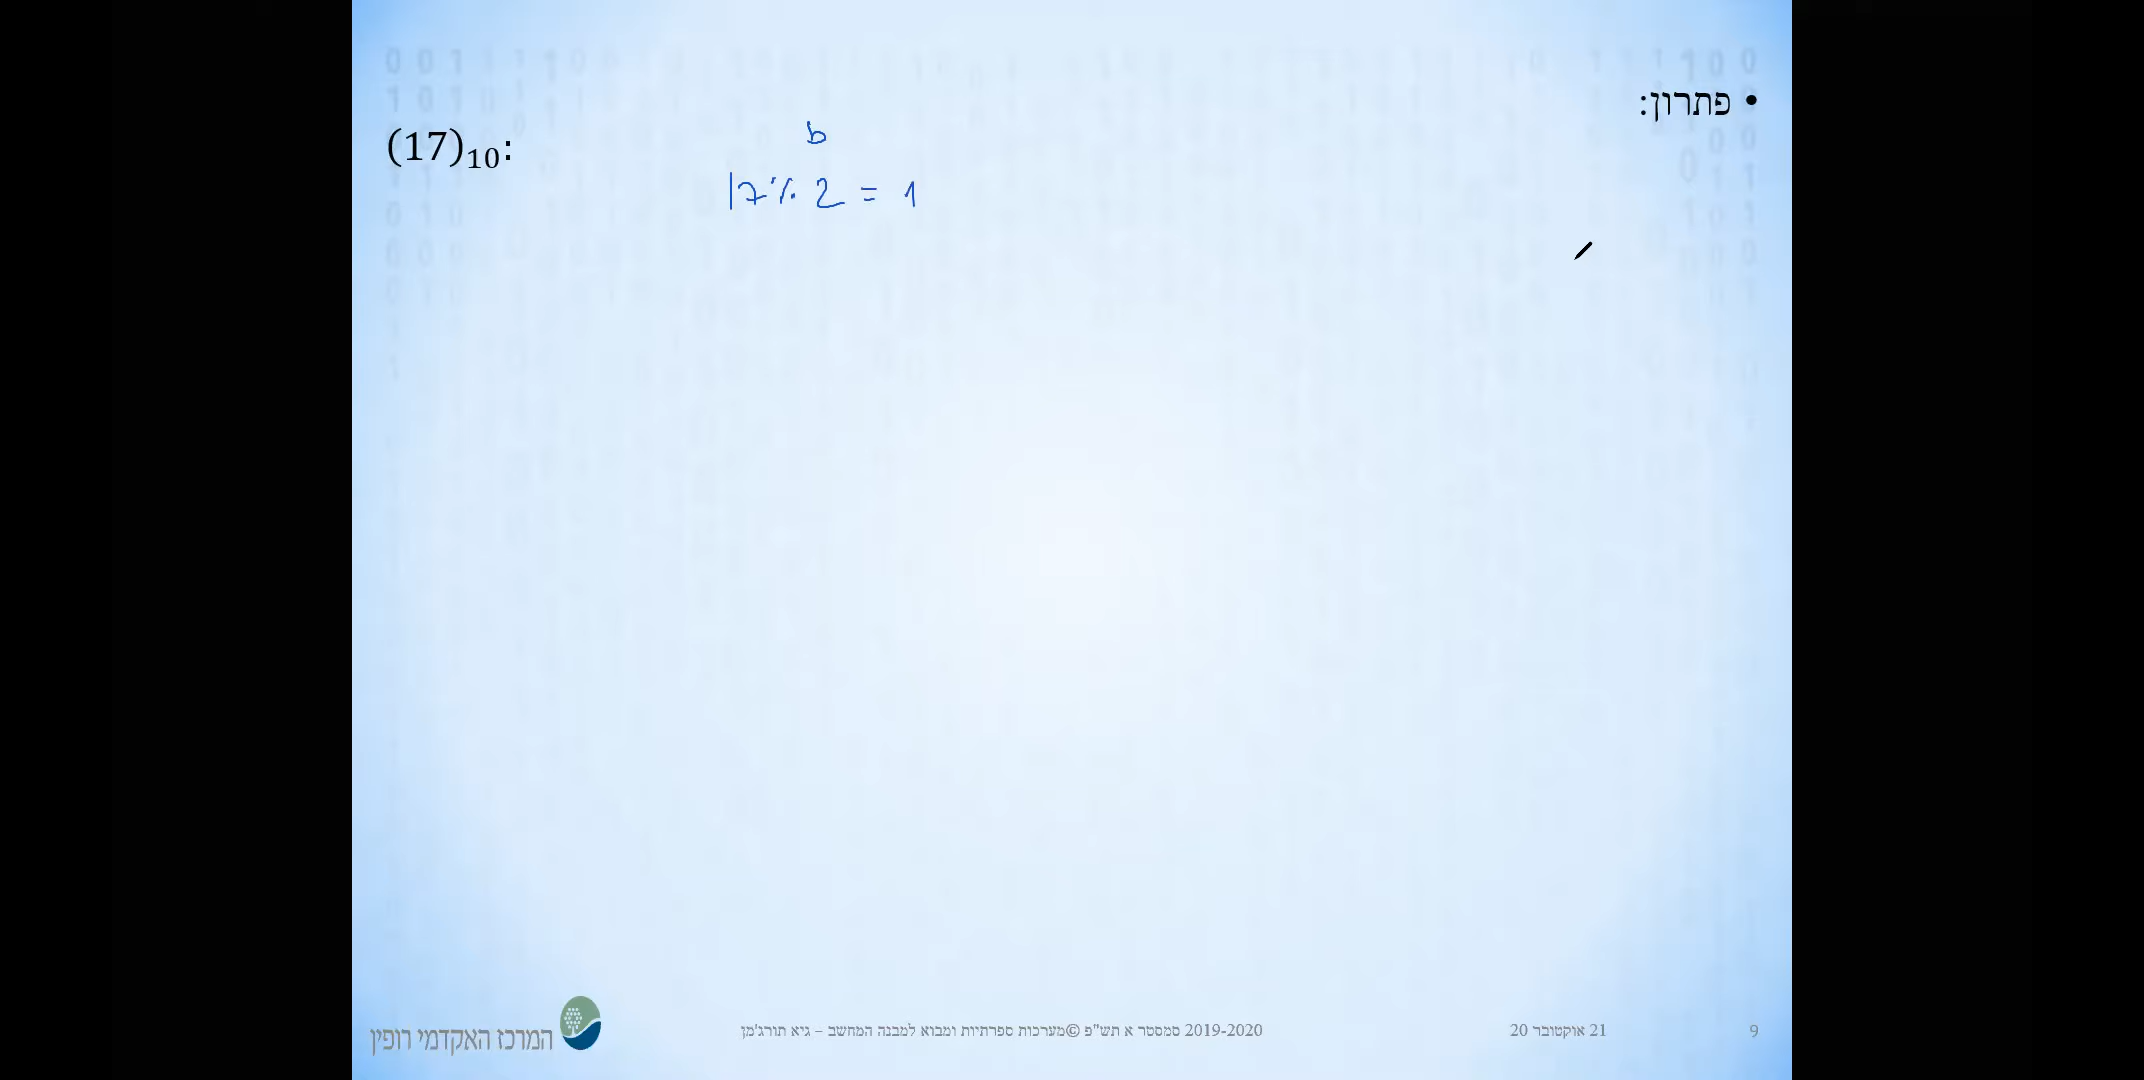 • פתרון:
(17)₁₀:
b
17 % 2 = 1
המרכז האקדמי רופין
2019-2020 סמסטר א תש"פ ©מערכות ספרתיות ומבוא למבנה המחשב – גיא תורג'מן
21 אוקטובר 20
9